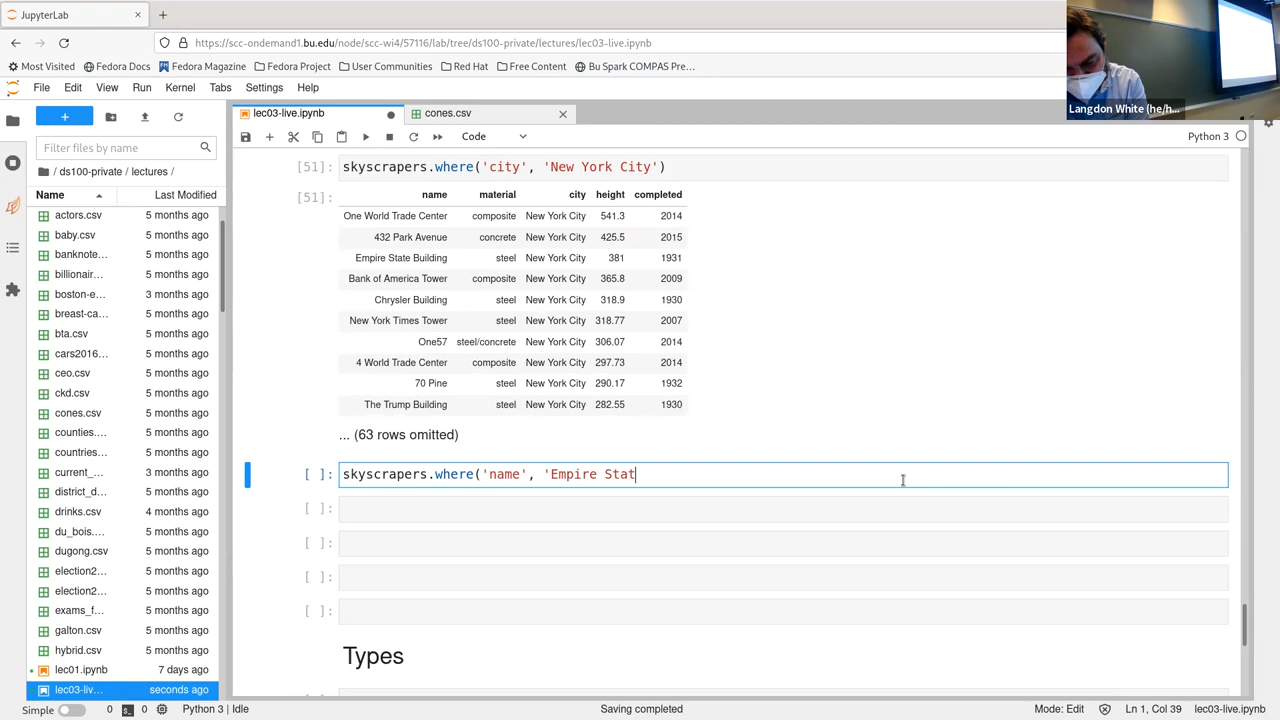 JupyterLab
https://scc-ondemand1.bu.edu/node/scc-wi4/57116/lab/tree/ds100-private/lectures/lec03-live.ipynb
Most Visited Fedora Docs Fedora Magazine Fedora Project User Communities Red Hat Free Content Bu Spark COMPAS Pre…
Langdon White (he/h...
File Edit View Run Kernel Tabs Settings Help
lec03-live.ipynb cones.csv
Code Python 3
Filter files by name
/ ds100-private / lectures /
Name Last Modified
actors.csv 5 months ago
baby.csv 5 months ago
banknote… 5 months ago
billionair… 5 months ago
boston-e… 3 months ago
breast-ca… 5 months ago
bta.csv 5 months ago
cars2016… 5 months ago
ceo.csv 5 months ago
ckd.csv 5 months ago
cones.csv 5 months ago
counties.… 5 months ago
countries… 5 months ago
current_… 3 months ago
district_d… 5 months ago
drinks.csv 4 months ago
du_bois.… 5 months ago
dugong.csv 5 months ago
election2… 5 months ago
election2… 5 months ago
exams_f… 5 months ago
galton.csv 5 months ago
hybrid.csv 5 months ago
lec01.ipynb 7 days ago
lec03-liv… seconds ago
[51]: skyscrapers.where('city', 'New York City')
[51]: name material city height completed
One World Trade Center composite New York City 541.3 2014
432 Park Avenue concrete New York City 425.5 2015
Empire State Building steel New York City 381 1931
Bank of America Tower composite New York City 365.8 2009
Chrysler Building steel New York City 318.9 1930
New York Times Tower steel New York City 318.77 2007
One57 steel/concrete New York City 306.07 2014
4 World Trade Center composite New York City 297.73 2014
70 Pine steel New York City 290.17 1932
The Trump Building steel New York City 282.55 1930
... (63 rows omitted)
[ ]: skyscrapers.where('name', 'Empire Stat
[ ]:
[ ]:
[ ]:
[ ]:
Types
Simple 0 0 Python 3 | Idle Saving completed Mode: Edit Ln 1, Col 39 lec03-live.ipynb